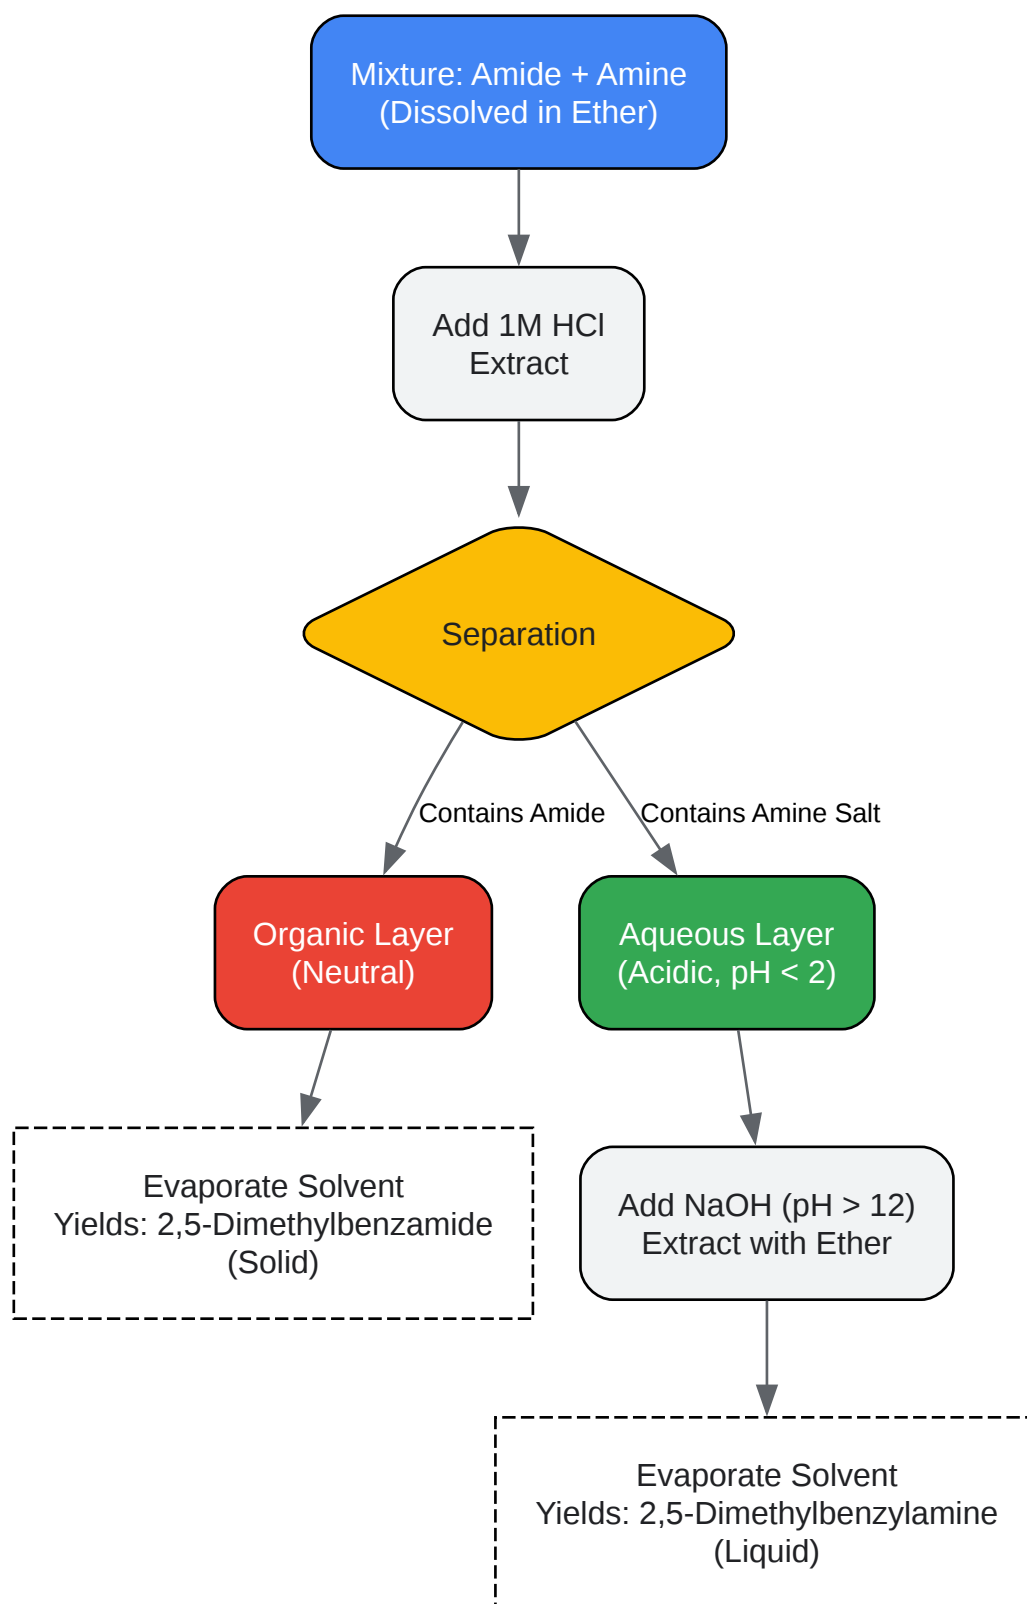 Mixture: Amide + Amine
(Dissolved in Ether)
Add 1M HCl
Extract
Separation
Contains Amide
Contains Amine Salt
Organic Layer
(Neutral)
Aqueous Layer
(Acidic, pH < 2)
Evaporate Solvent
Yields: 2,5-Dimethylbenzamide
(Solid)
Add NaOH (pH > 12)
Extract with Ether
Evaporate Solvent
Yields: 2,5-Dimethylbenzylamine
(Liquid)